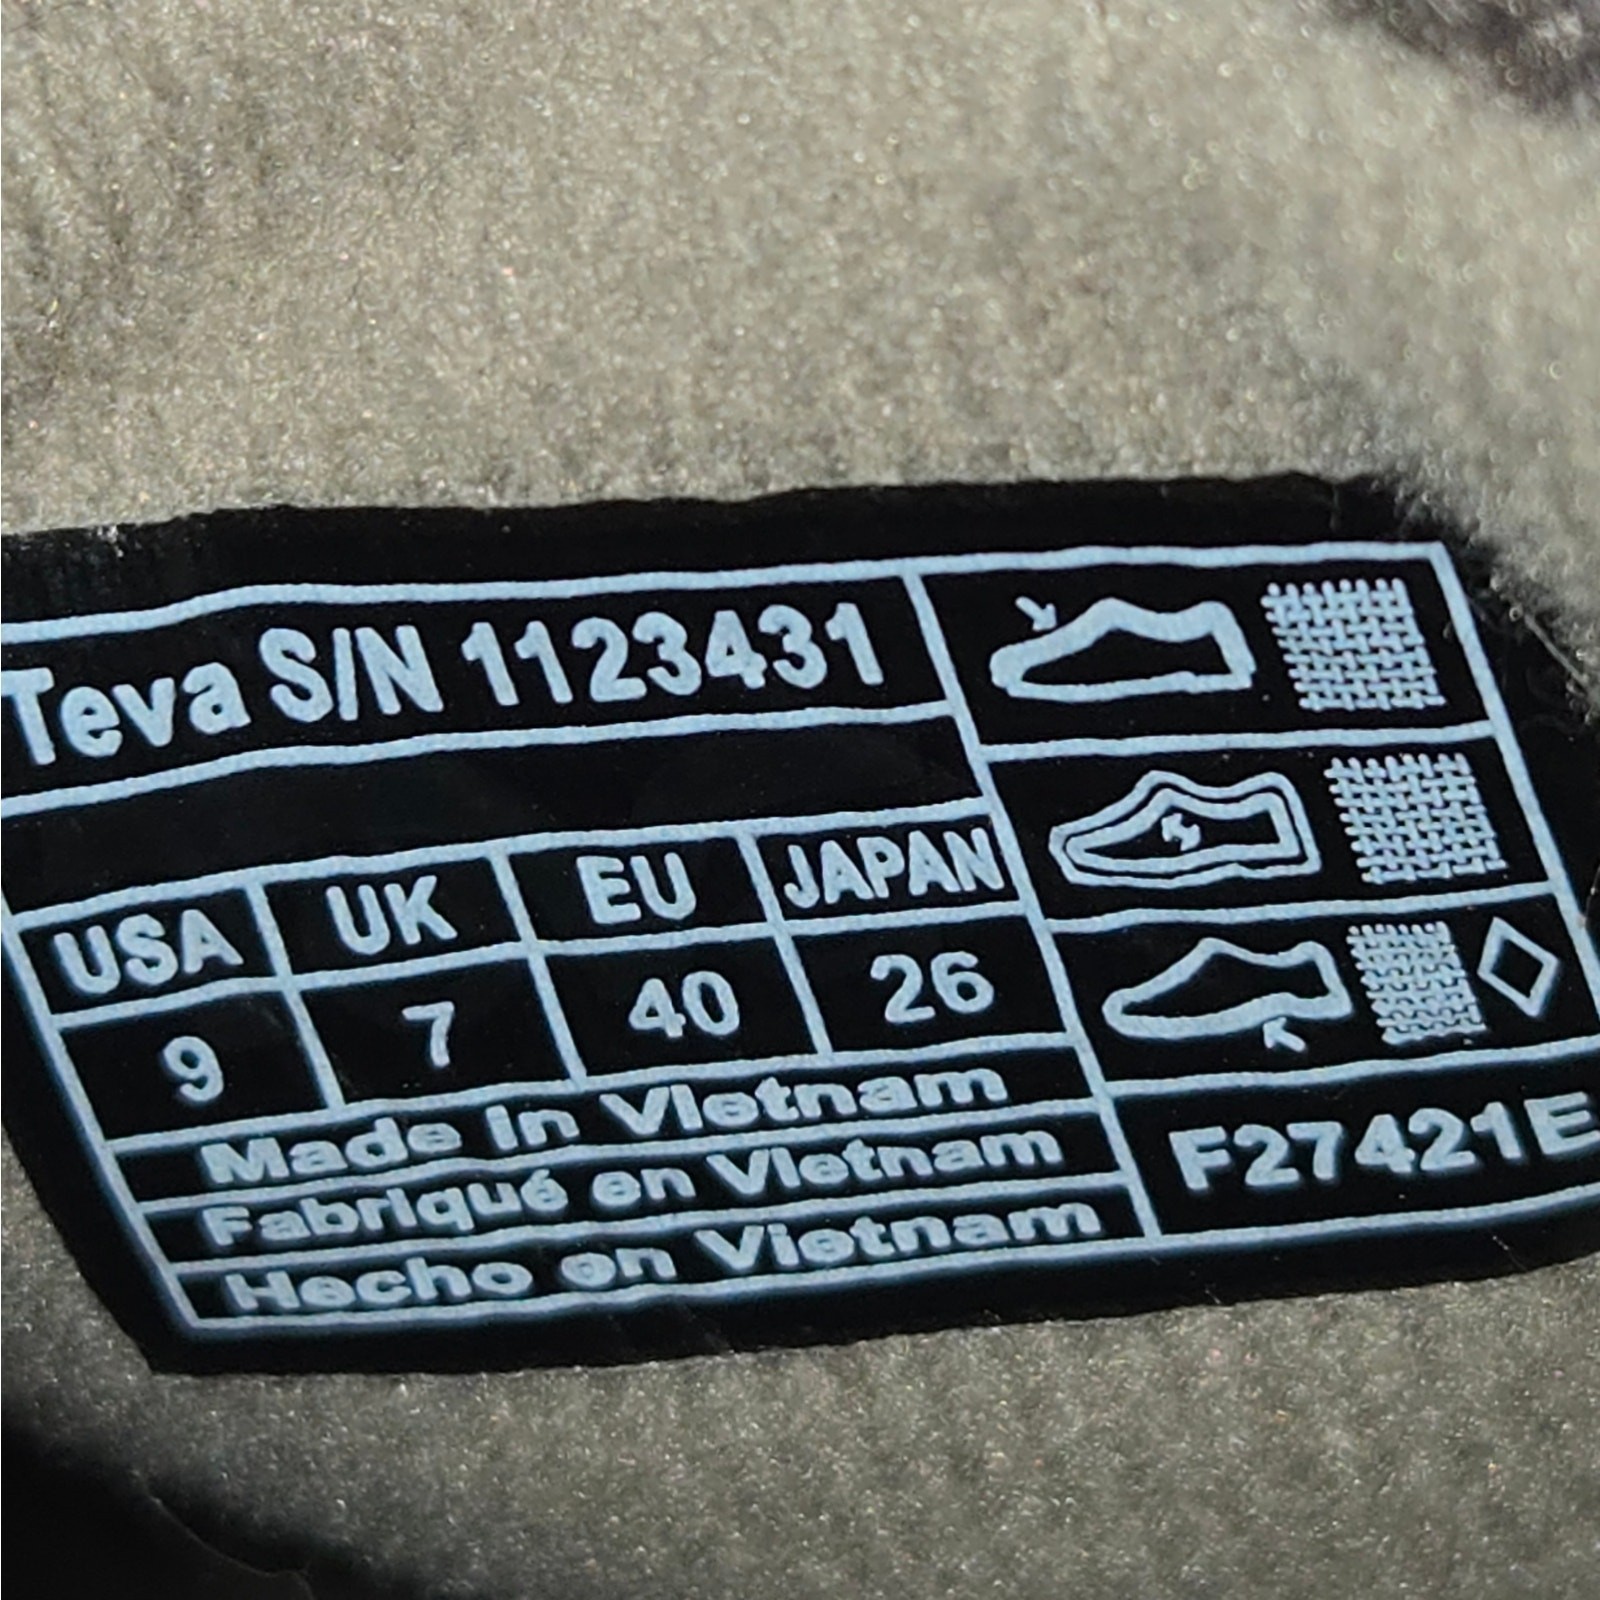 Teva S/N 1123431
USA UK EU JAPAN
9 7 40 26
Made in Vietnam
Fabriqué en Vietnam
Hecho en Vietnam
F27421E